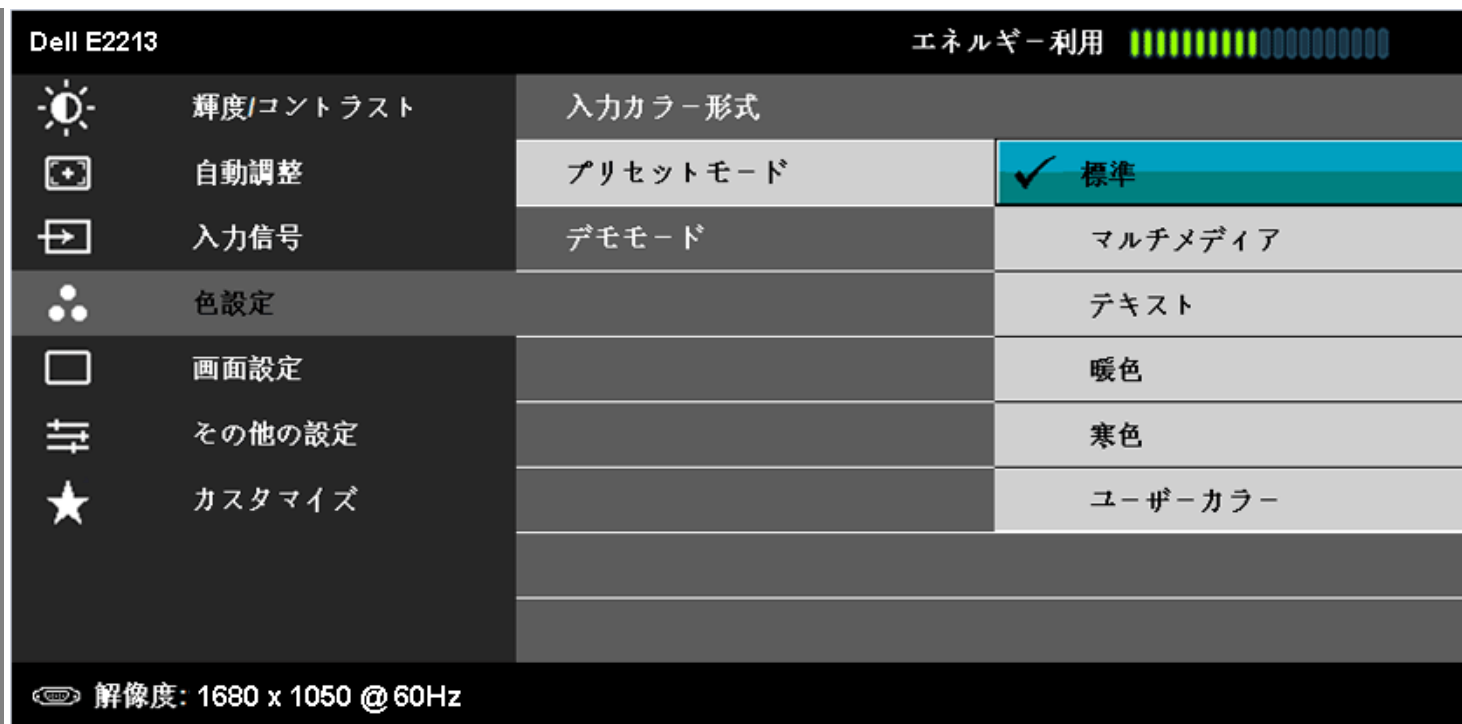 Dell E2213
エネルギー利用
輝度/コントラスト
自動調整
入力信号
色設定
画面設定
その他の設定
カスタマイズ
入力カラー形式
プリセットモード
デモモード
標準
マルチメディア
テキスト
暖色
寒色
ユーザーカラー
解像度: 1680 x 1050 @ 60Hz